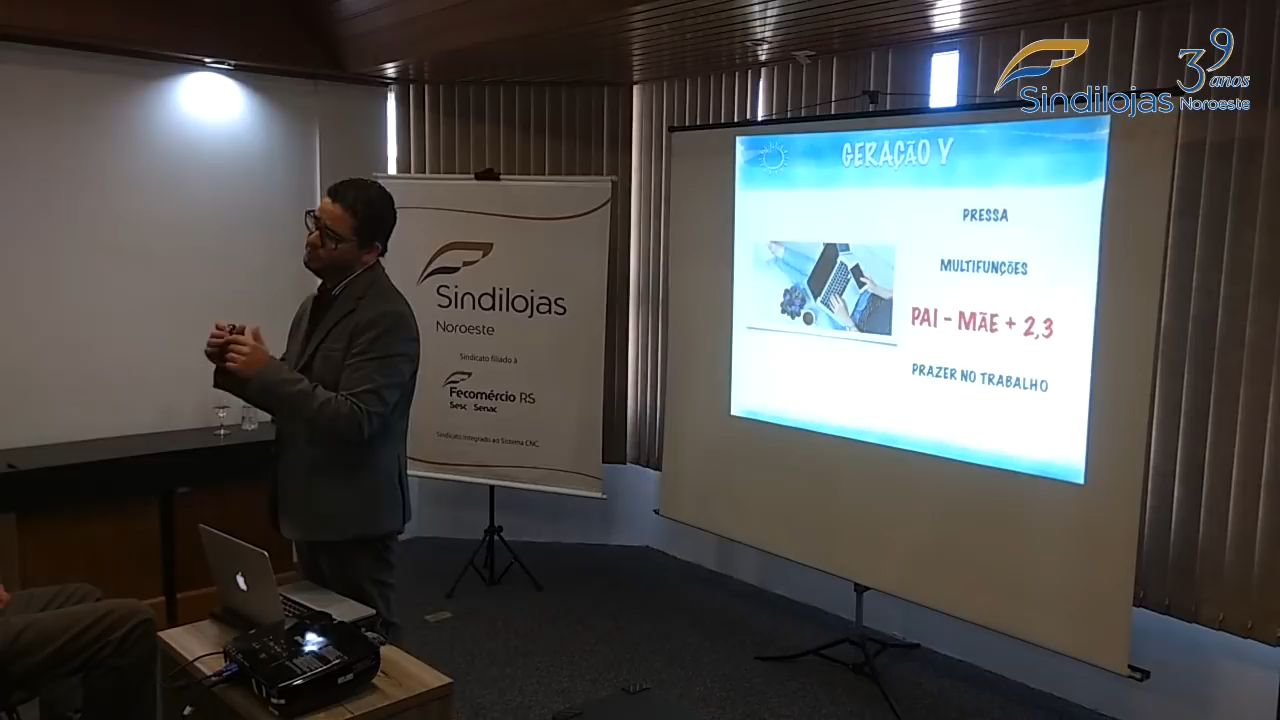 39 anos
Sindilojas Noroeste
GERAÇÃO Y
PRESSA
MULTIFUNÇÕES
PAI - MÃE + 2,3
PRAZER NO TRABALHO
Sindilojas
Noroeste
Sindicato filiado à
Fecomércio RS
Sesc Senac
Sindicato integrado ao Sistema CNC.